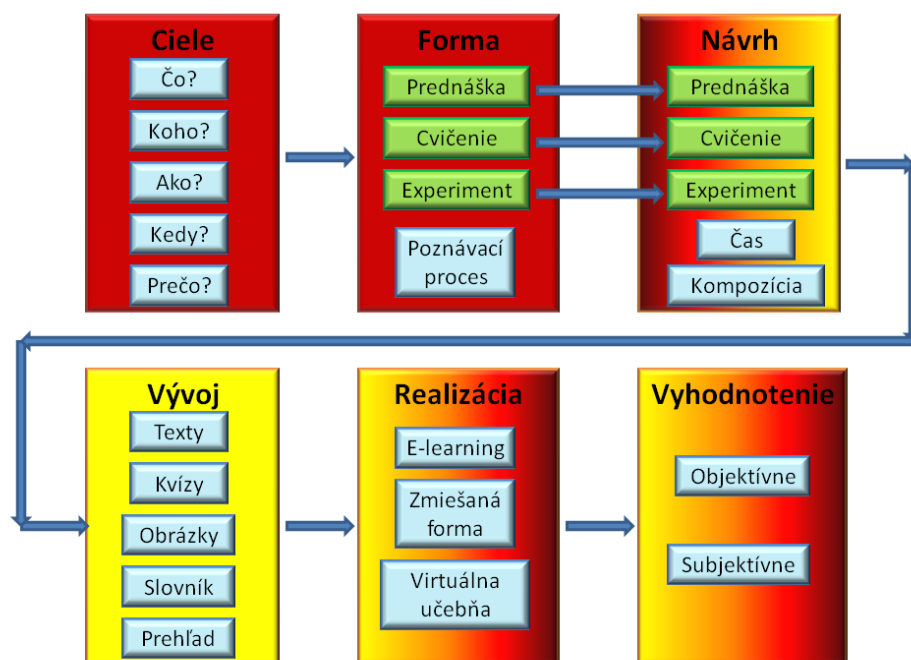 Ciele
Čo?
Koho?
Ako?
Kedy?
Prečo?
Forma
Prednáška
Cvičenie
Experiment
Poznávací
proces
Návrh
Prednáška
Cvičenie
Experiment
Čas
Kompozícia
Vývoj
Texty
Kvízy
Obrázky
Slovník
Prehľad
Realizácia
E-learning
Zmiešaná
forma
Virtuálna
učebňa
Vyhodnotenie
Objektívne
Subjektívne